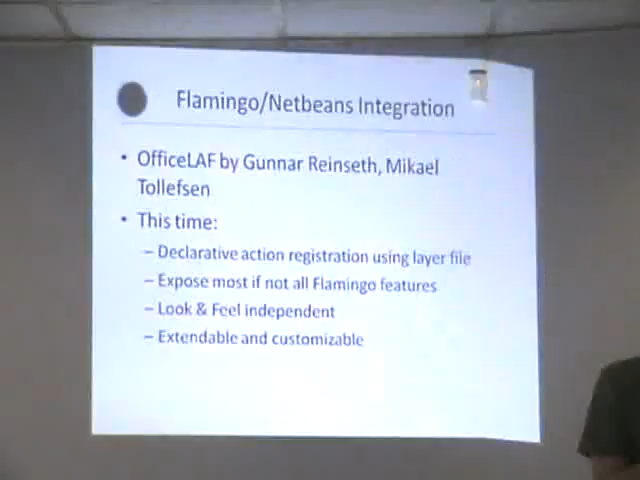 Flamingo/Netbeans Integration
• OfficeLAF by Gunnar Reinseth, Mikael
Tollefsen
• This time:
– Declarative action registration using layer file
– Expose most if not all Flamingo features
– Look & Feel independent
– Extendable and customizable